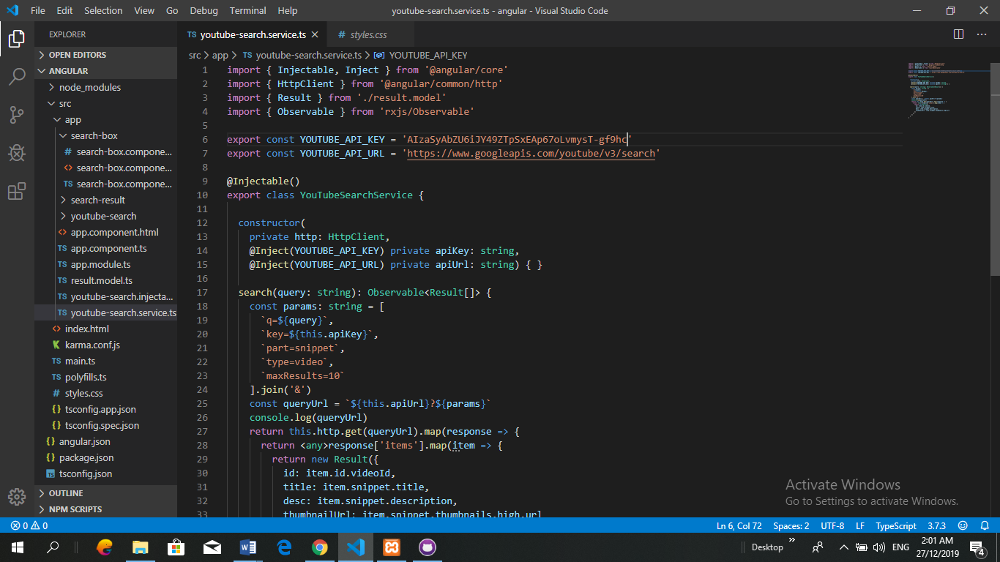 File Edit Selection View Go Debug Terminal Help
youtube-search.service.ts - angular - Visual Studio Code
EXPLORER
OPEN EDITORS
ANGULAR
node_modules
src
app
search-box
# search-box.compone...
<> search-box.compone...
TS search-box.compone...
search-result
youtube-search
<> app.component.html
TS app.component.ts
TS app.module.ts
TS result.model.ts
TS youtube-search.injecta...
TS youtube-search.service.ts
<> index.html
karma.conf.js
TS main.ts
TS polyfills.ts
# styles.css
{} tsconfig.app.json
{} tsconfig.spec.json
{} angular.json
{} package.json
tsconfig.json
OUTLINE
NPM SCRIPTS
TS youtube-search.service.ts
# styles.css
src > app > TS youtube-search.service.ts > YOUTUBE_API_KEY
1 import { Injectable, Inject } from '@angular/core'
2 import { HttpClient } from '@angular/common/http'
3 import { Result } from './result.model'
4 import { Observable } from 'rxjs/Observable'
5
6 export const YOUTUBE_API_KEY = 'AIzaSyAbZU6iJY49ZTpSxEAp67oLvmysT-gf9hc'
7 export const YOUTUBE_API_URL = 'https://www.googleapis.com/youtube/v3/search'
8
9 @Injectable()
10 export class YouTubeSearchService {
11
12 constructor(
13 private http: HttpClient,
14 @Inject(YOUTUBE_API_KEY) private apiKey: string,
15 @Inject(YOUTUBE_API_URL) private apiUrl: string) { }
16
17 search(query: string): Observable<Result[]> {
18 const params: string = [
19 `q=${query}`,
20 `key=${this.apiKey}`,
21 `part=snippet`,
22 `type=video`,
23 `maxResults=10`
24 ].join('&')
25 const queryUrl = `${this.apiUrl}?${params}`
26 console.log(queryUrl)
27 return this.http.get(queryUrl).map(response => {
28 return <any>response['items'].map(item => {
29 return new Result({
30 id: item.id.videoId,
31 title: item.snippet.title,
32 desc: item.snippet.description,
33 thumbnailUrl: item.snippet.thumbnails.high.url
Activate Windows
Go to Settings to activate Windows.
0 0
Ln 6, Col 72 Spaces: 2 UTF-8 LF TypeScript 3.7.3
Desktop
ENG
2:01 AM
27/12/2019
4